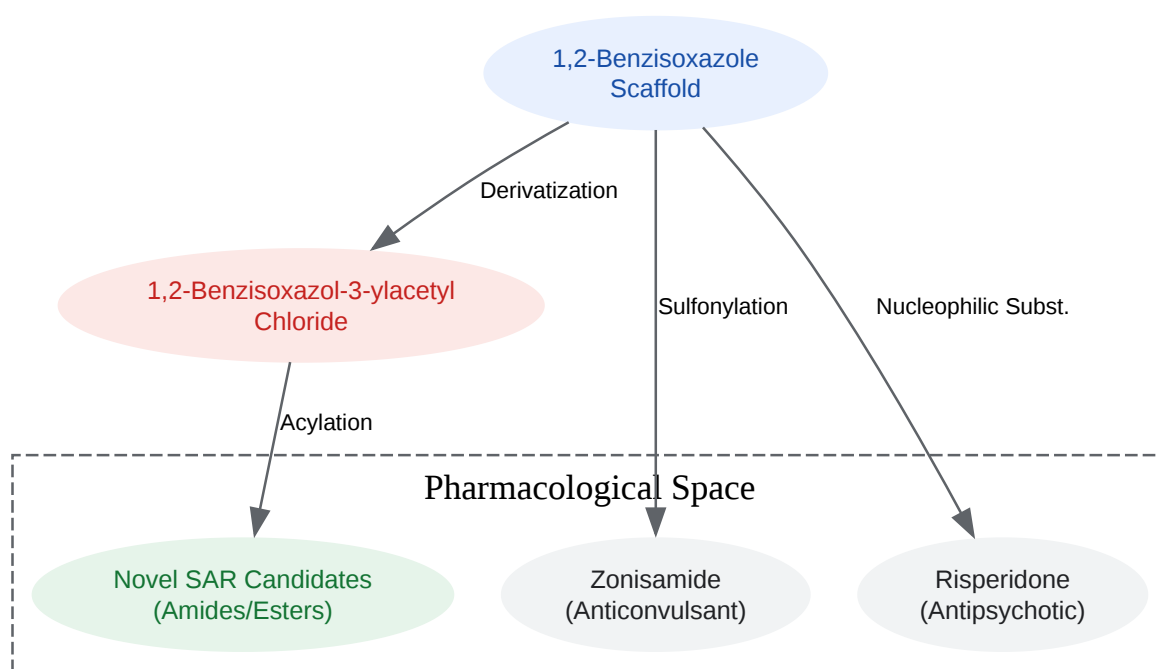 1,2-Benzisoxazole
Scaffold
Derivatization
1,2-Benzisoxazol-3-ylacetyl
Chloride
Sulfonylation
Nucleophilic Subst.
Acylation
Pharmacological Space
Novel SAR Candidates
(Amides/Esters)
Zonisamide
(Anticonvulsant)
Risperidone
(Antipsychotic)